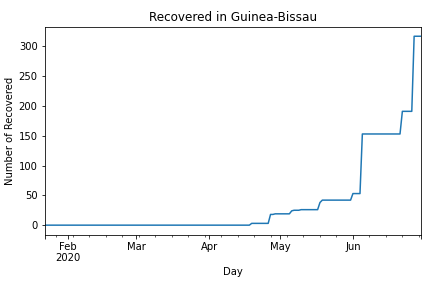 Recovered in Guinea-Bissau
Number of Recovered
300
250
200
150
100
50
0
Feb
2020
Mar
Apr
May
Jun
Day